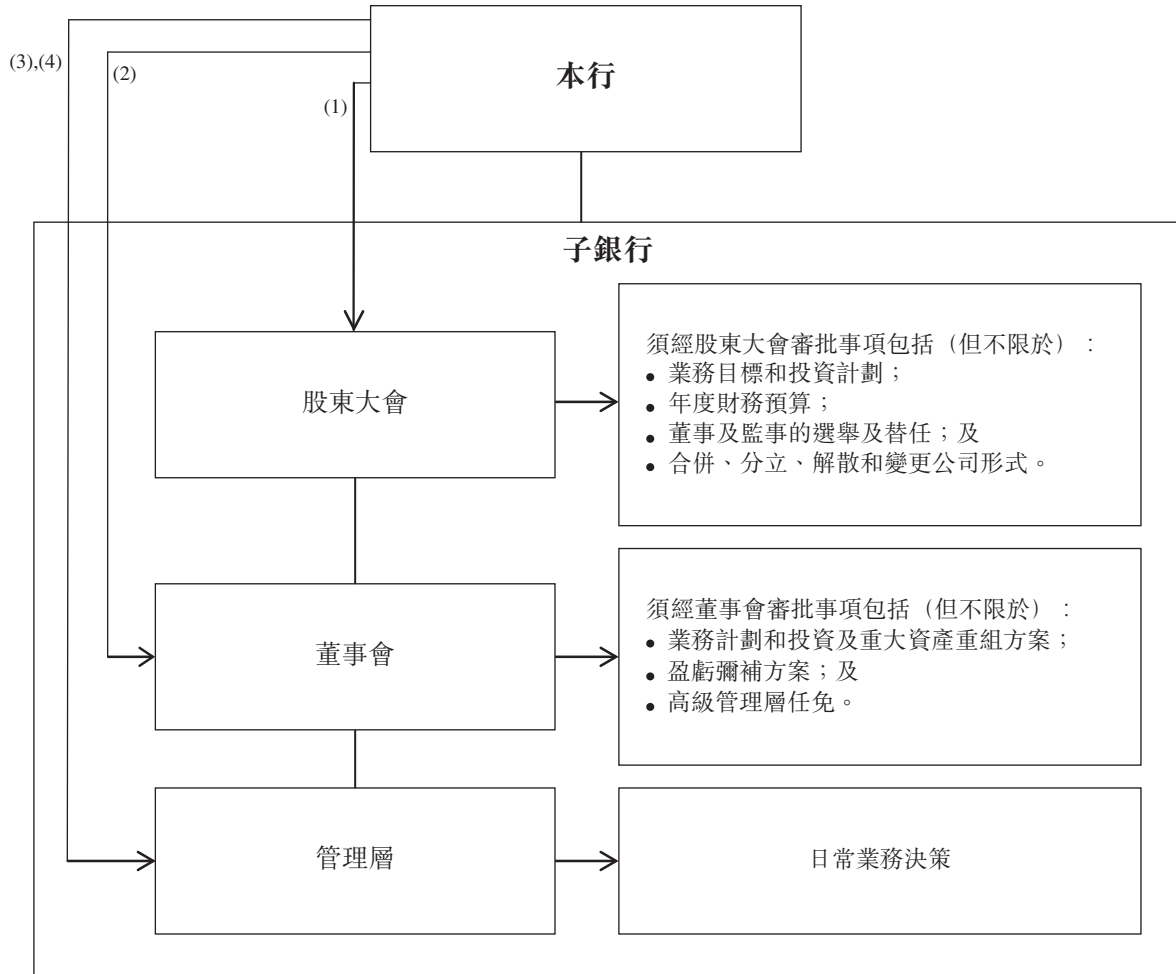 本行
(3),(4)
(2)
(1)
子銀行
股東大會
須經股東大會審批事項包括（但不限於）：
• 業務目標和投資計劃；
• 年度財務預算；
• 董事及監事的選舉及替任；及
• 合併、分立、解散和變更公司形式。
董事會
須經董事會審批事項包括（但不限於）：
• 業務計劃和投資及重大資產重組方案；
• 盈虧彌補方案；及
• 高級管理層任免。
管理層
日常業務決策